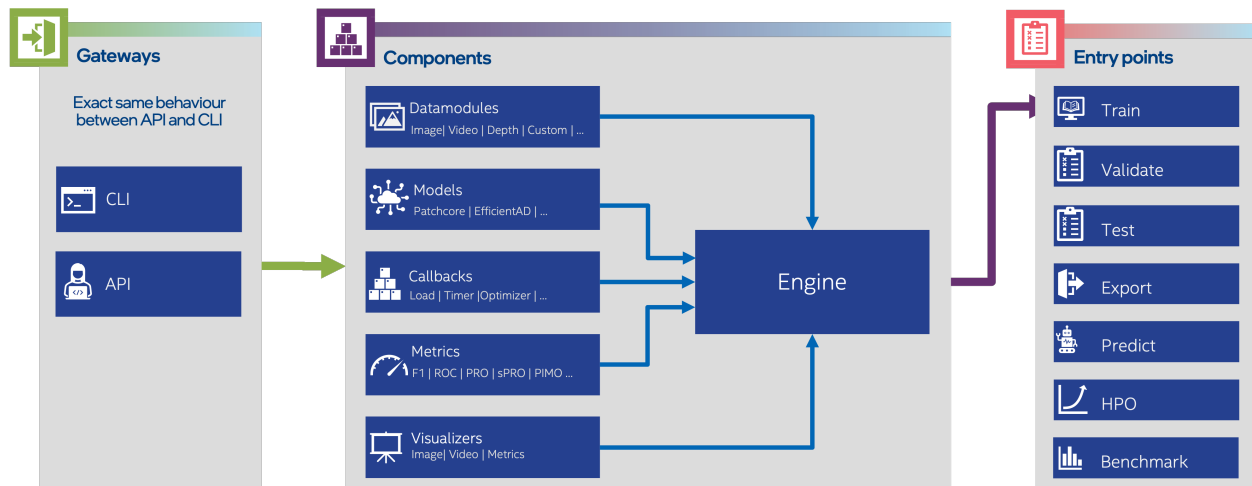 Gateways
Exact same behaviour
between API and CLI
CLI
API
Components
Datamodules
Image| Video | Depth | Custom | ...
Models
Patchcore | EfficientAD | ...
Callbacks
Load | Timer |Optimizer | ...
Metrics
F1 | ROC | PRO | sPRO | PIMO ...
Visualizers
Image| Video | Metrics
Engine
Entry points
Train
Validate
Test
Export
Predict
HPO
Benchmark